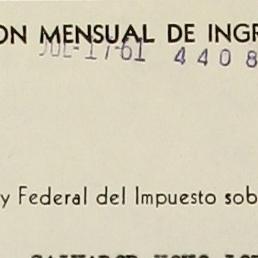 ON MENSUAL DE INGR
JUL-17-61 4408
y Federal del Impuesto sob